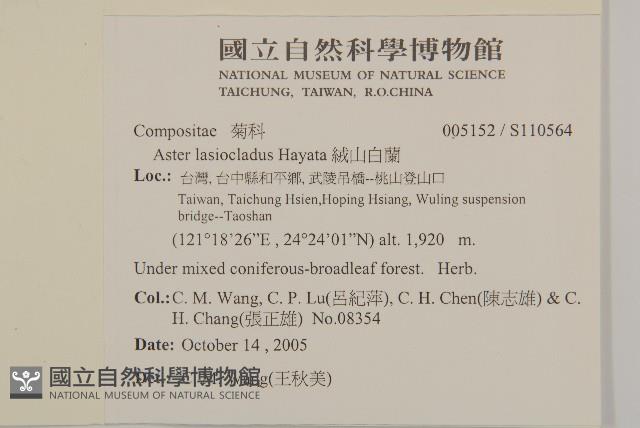 國立自然科學博物館
NATIONAL MUSEUM OF NATURAL SCIENCE
TAICHUNG, TAIWAN, R.O.CHINA
Compositae 菊科 005152 / S110564
Aster lasiocladus Hayata 絨山白蘭
Loc.: 台灣, 台中縣和平鄉, 武陵吊橋--桃山登山口
Taiwan, Taichung Hsien,Hoping Hsiang, Wuling suspension
bridge--Taoshan
(121°18'26"E , 24°24'01"N) alt. 1,920 m.
Under mixed coniferous-broadleaf forest. Herb.
Col.: C. M. Wang, C. P. Lu(呂紀萍), C. H. Chen(陳志雄) & C.
H. Chang(張正雄) No.08354
Date: October 14 , 2005
(王秋美)
國立自然科學博物館
NATIONAL MUSEUM OF NATURAL SCIENCE